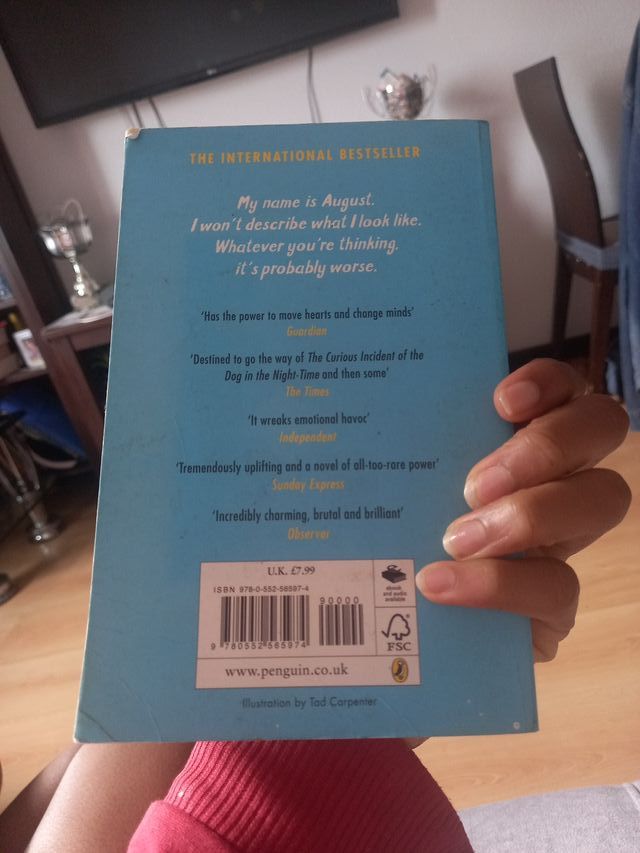 THE INTERNATIONAL BESTSELLER
My name is August.
I won't describe what I look like.
Whatever you're thinking,
it's probably worse.
'Has the power to move hearts and change minds'
Guardian
'Destined to go the way of The Curious Incident of the
Dog in the Night-Time and then some'
The Times
'It wreaks emotional havoc'
Independent
'Tremendously uplifting and a novel of all-too-rare power'
Sunday Express
'Incredibly charming, brutal and brilliant'
Observer
U.K. £7.99
ISBN 978-0-552-56597-4
90000
9 780552 565974
ebook
and audio
available
FSC
www.penguin.co.uk
Illustration by Tad Carpenter